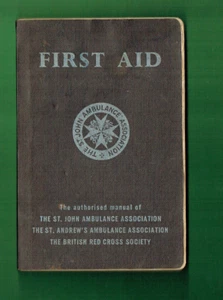 FIRST AID
THE ST. JOHN AMBULANCE ASSOCIATION
The authorised manual of
THE ST. JOHN AMBULANCE ASSOCIATION
THE ST. ANDREW'S AMBULANCE ASSOCIATION
THE BRITISH RED CROSS SOCIETY